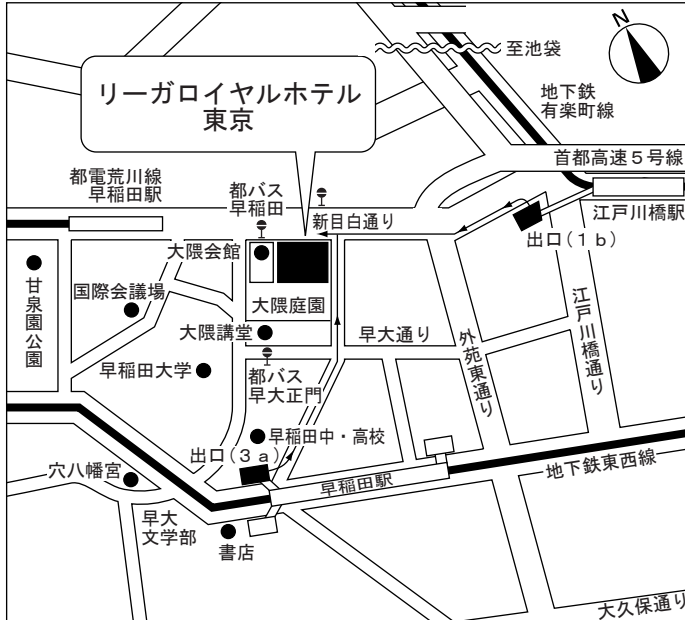 N
至池袋
地下鉄
有楽町線
リーガロイヤルホテル
東京
首都高速5号線
都電荒川線
早稲田駅
都バス
早稲田
新目白通り
江戸川橋駅
出口(1b)
大隈会館
甘泉園公園
国際会議場
大隈庭園
江戸川橋通り
大隈講堂
早大通り
外苑東通り
早稲田大学
都バス
早大正門
早稲田中・高校
出口(3a)
穴八幡宮
早稲田駅
地下鉄東西線
早大
文学部
書店
大久保通り